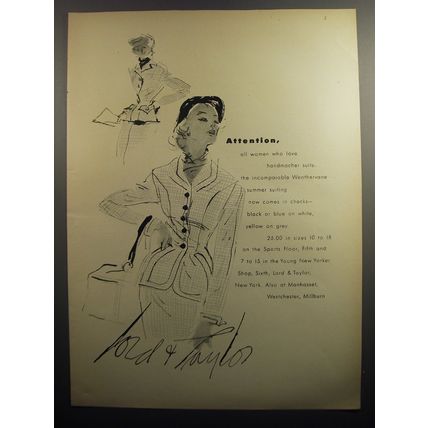 Attention,
all women who love
handmacher suits.
the incomparable Weathervane
summer suiting
now comes in checks—
black or blue on white,
yellow on grey
25.00 in sizes 10 to 18
on the Sports Floor, Fifth and
7 to 15 in the Young New Yorker
Shop, Sixth, Lord & Taylor,
New York. Also at Manhasset,
Westchester, Millburn
Lord & Taylor